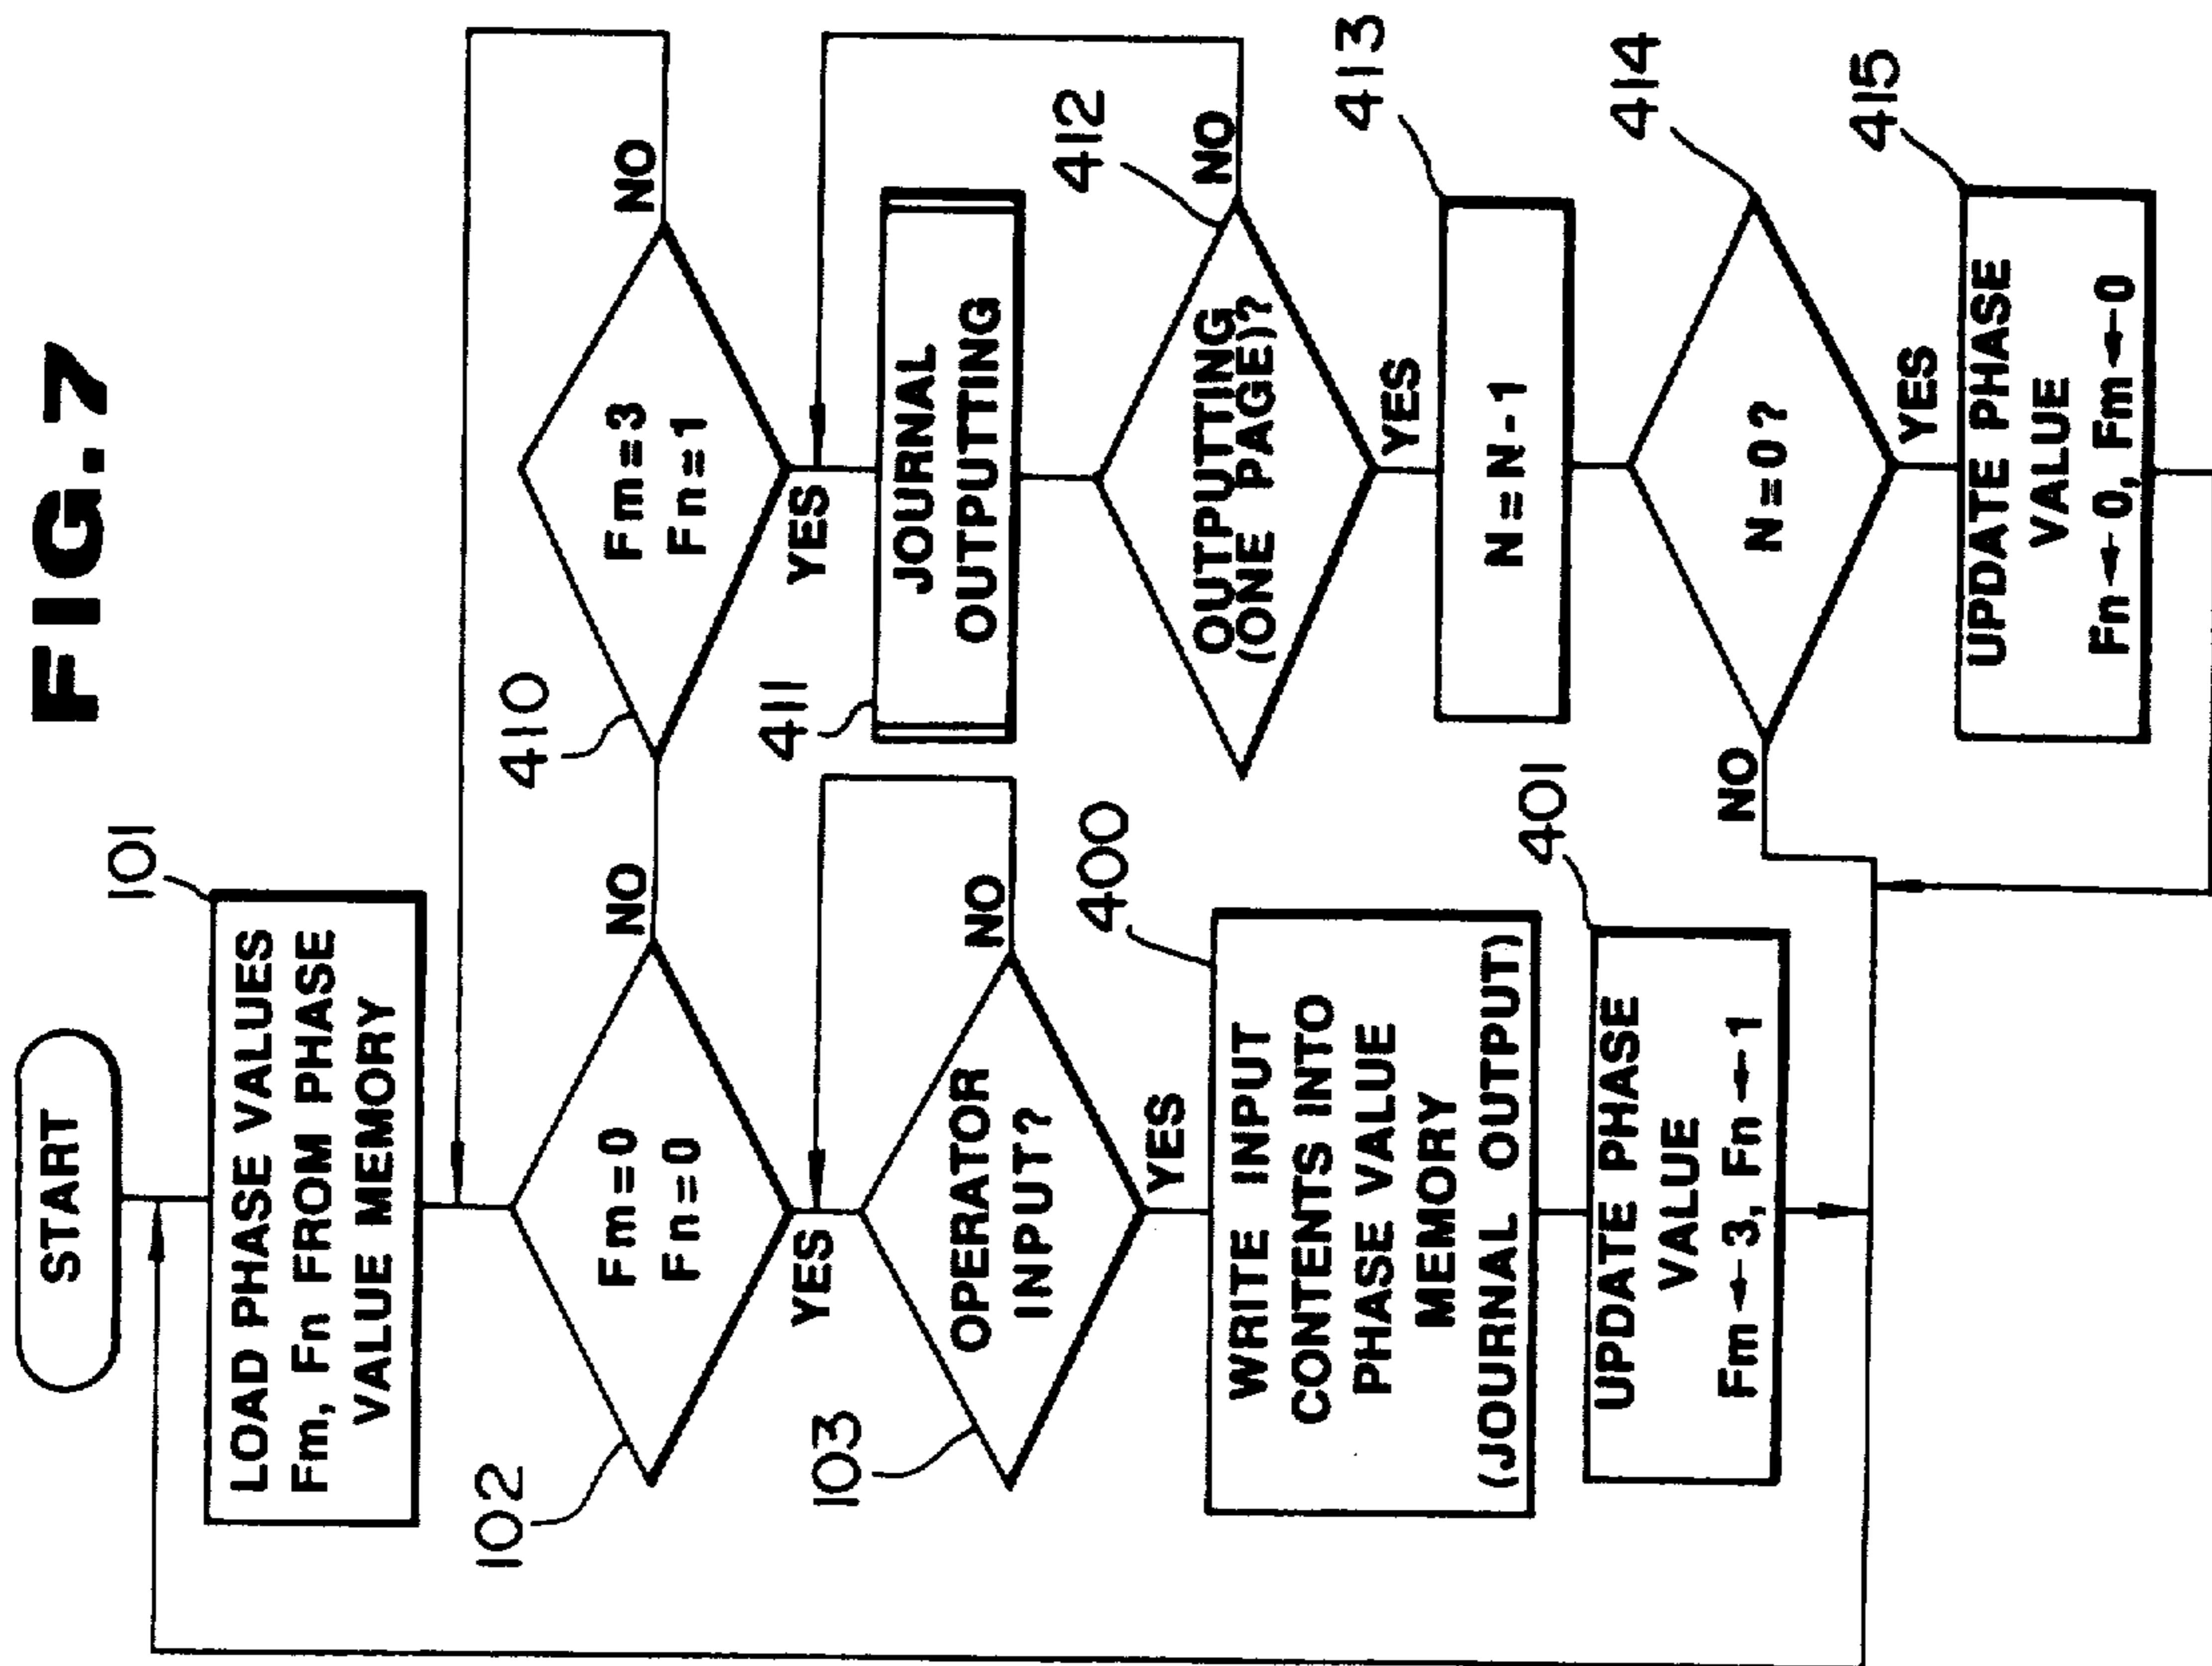 FIG.7
START
101
LOAD PHASE VALUES
Fm, Fn FROM PHASE
VALUE MEMORY
102
Fm=0
Fn=0
NO
YES
103
OPERATOR
INPUT?
NO
YES
400
WRITE INPUT
CONTENTS INTO
PHASE VALUE
MEMORY
(JOURNAL OUTPUT)
401
UPDATE PHASE
VALUE
Fm←3, Fn←1
410
Fm=3
Fn=1
NO
YES
411
JOURNAL
OUTPUTTING
412
OUTPUTTING
(ONE PAGE)?
NO
YES
413
N=N-1
414
N=0?
NO
YES
415
UPDATE PHASE
VALUE
Fn←0, Fm←0